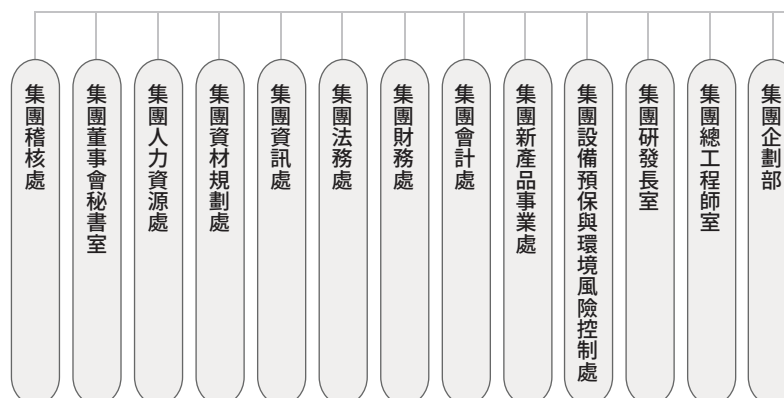 集團稽核處
集團董事會秘書室
集團人力資源處
集團資材規劃處
集團資訊處
集團法務處
集團財務處
集團會計處
集團新產品事業處
集團設備預保與環境風險控制處
集團研發長室
集團總工程師室
集團企劃部